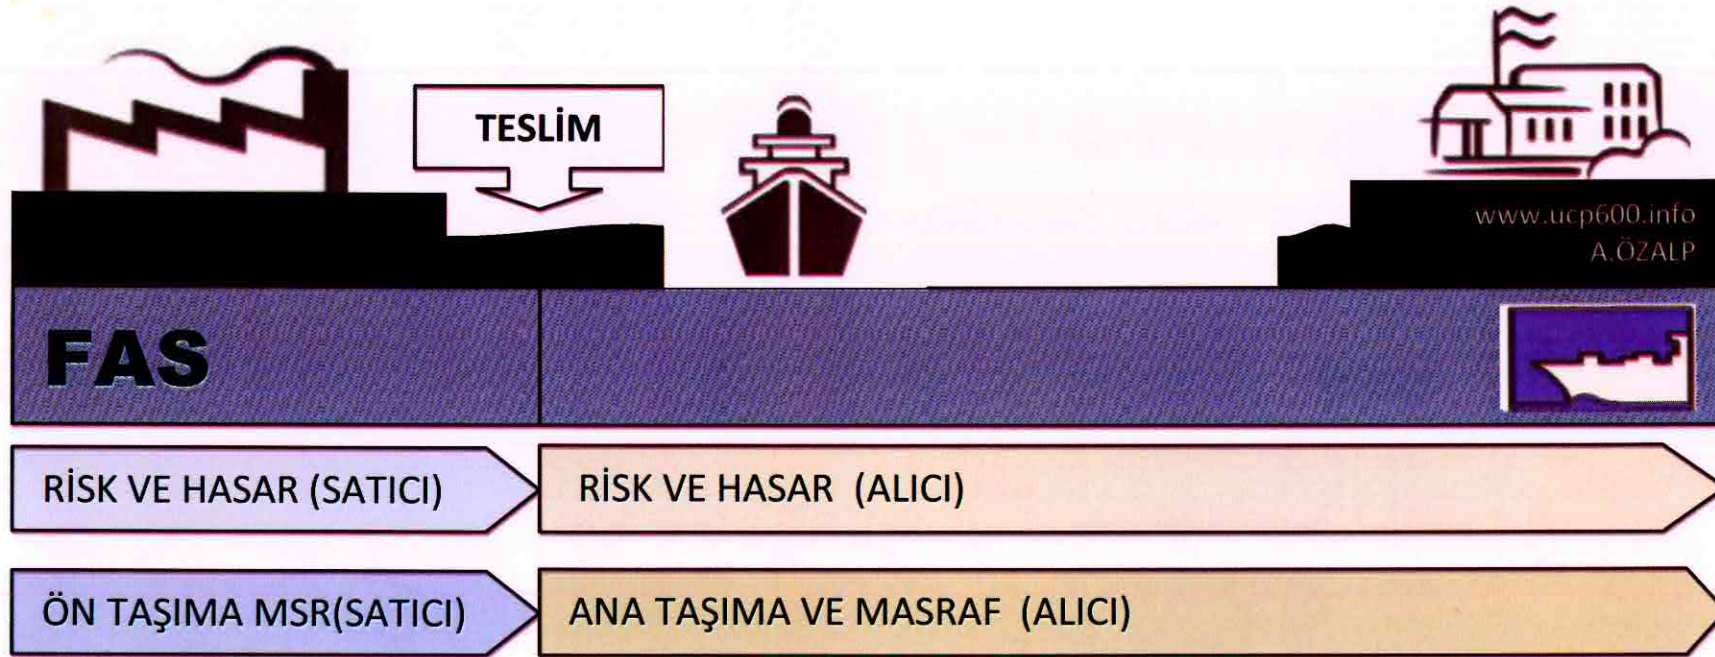 TESLİM
www.ucp600.info
A.ÖZALP
FAS
RİSK VE HASAR (SATICI)
RİSK VE HASAR (ALICI)
ÖN TAŞIMA MSR(SATICI)
ANA TAŞIMA VE MASRAF (ALICI)